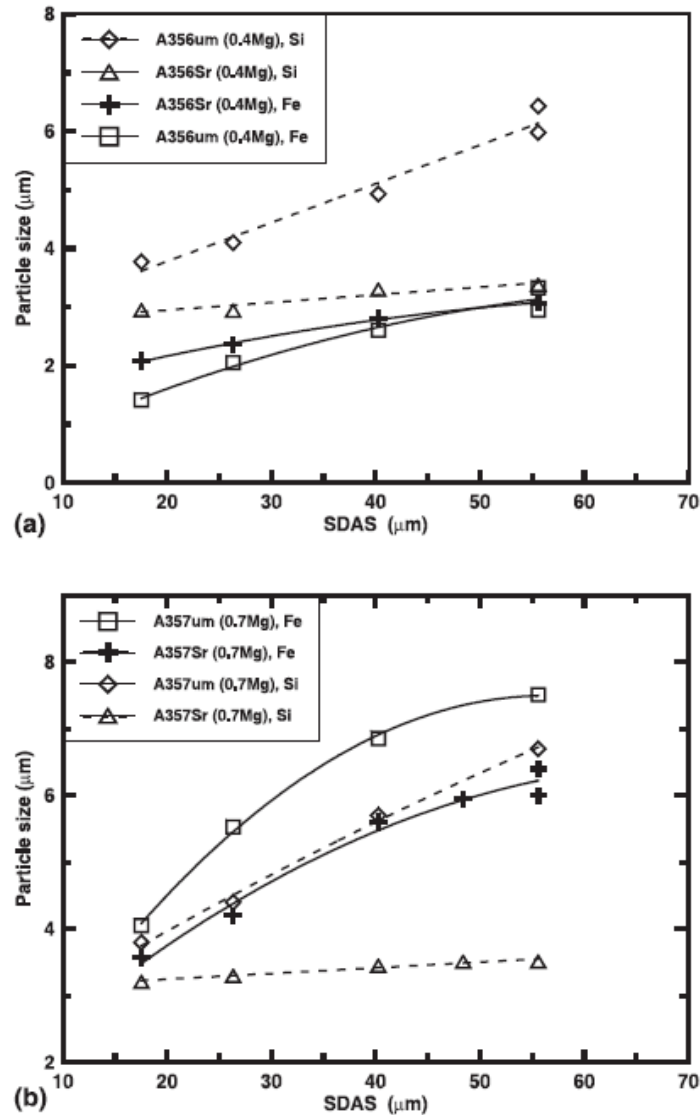 8
A356um (0.4Mg), Si
A356Sr (0.4Mg), Si
A356Sr (0.4Mg), Fe
A356um (0.4Mg), Fe
6
4
2
0
Particle size (μm)
10 20 30 40 50 60 70
(a) SDAS (μm)
A357um (0.7Mg), Fe
A357Sr (0.7Mg), Fe
A357um (0.7Mg), Si
A357Sr (0.7Mg), Si
8
6
4
2
Particle size (μm)
10 20 30 40 50 60 70
(b) SDAS (μm)